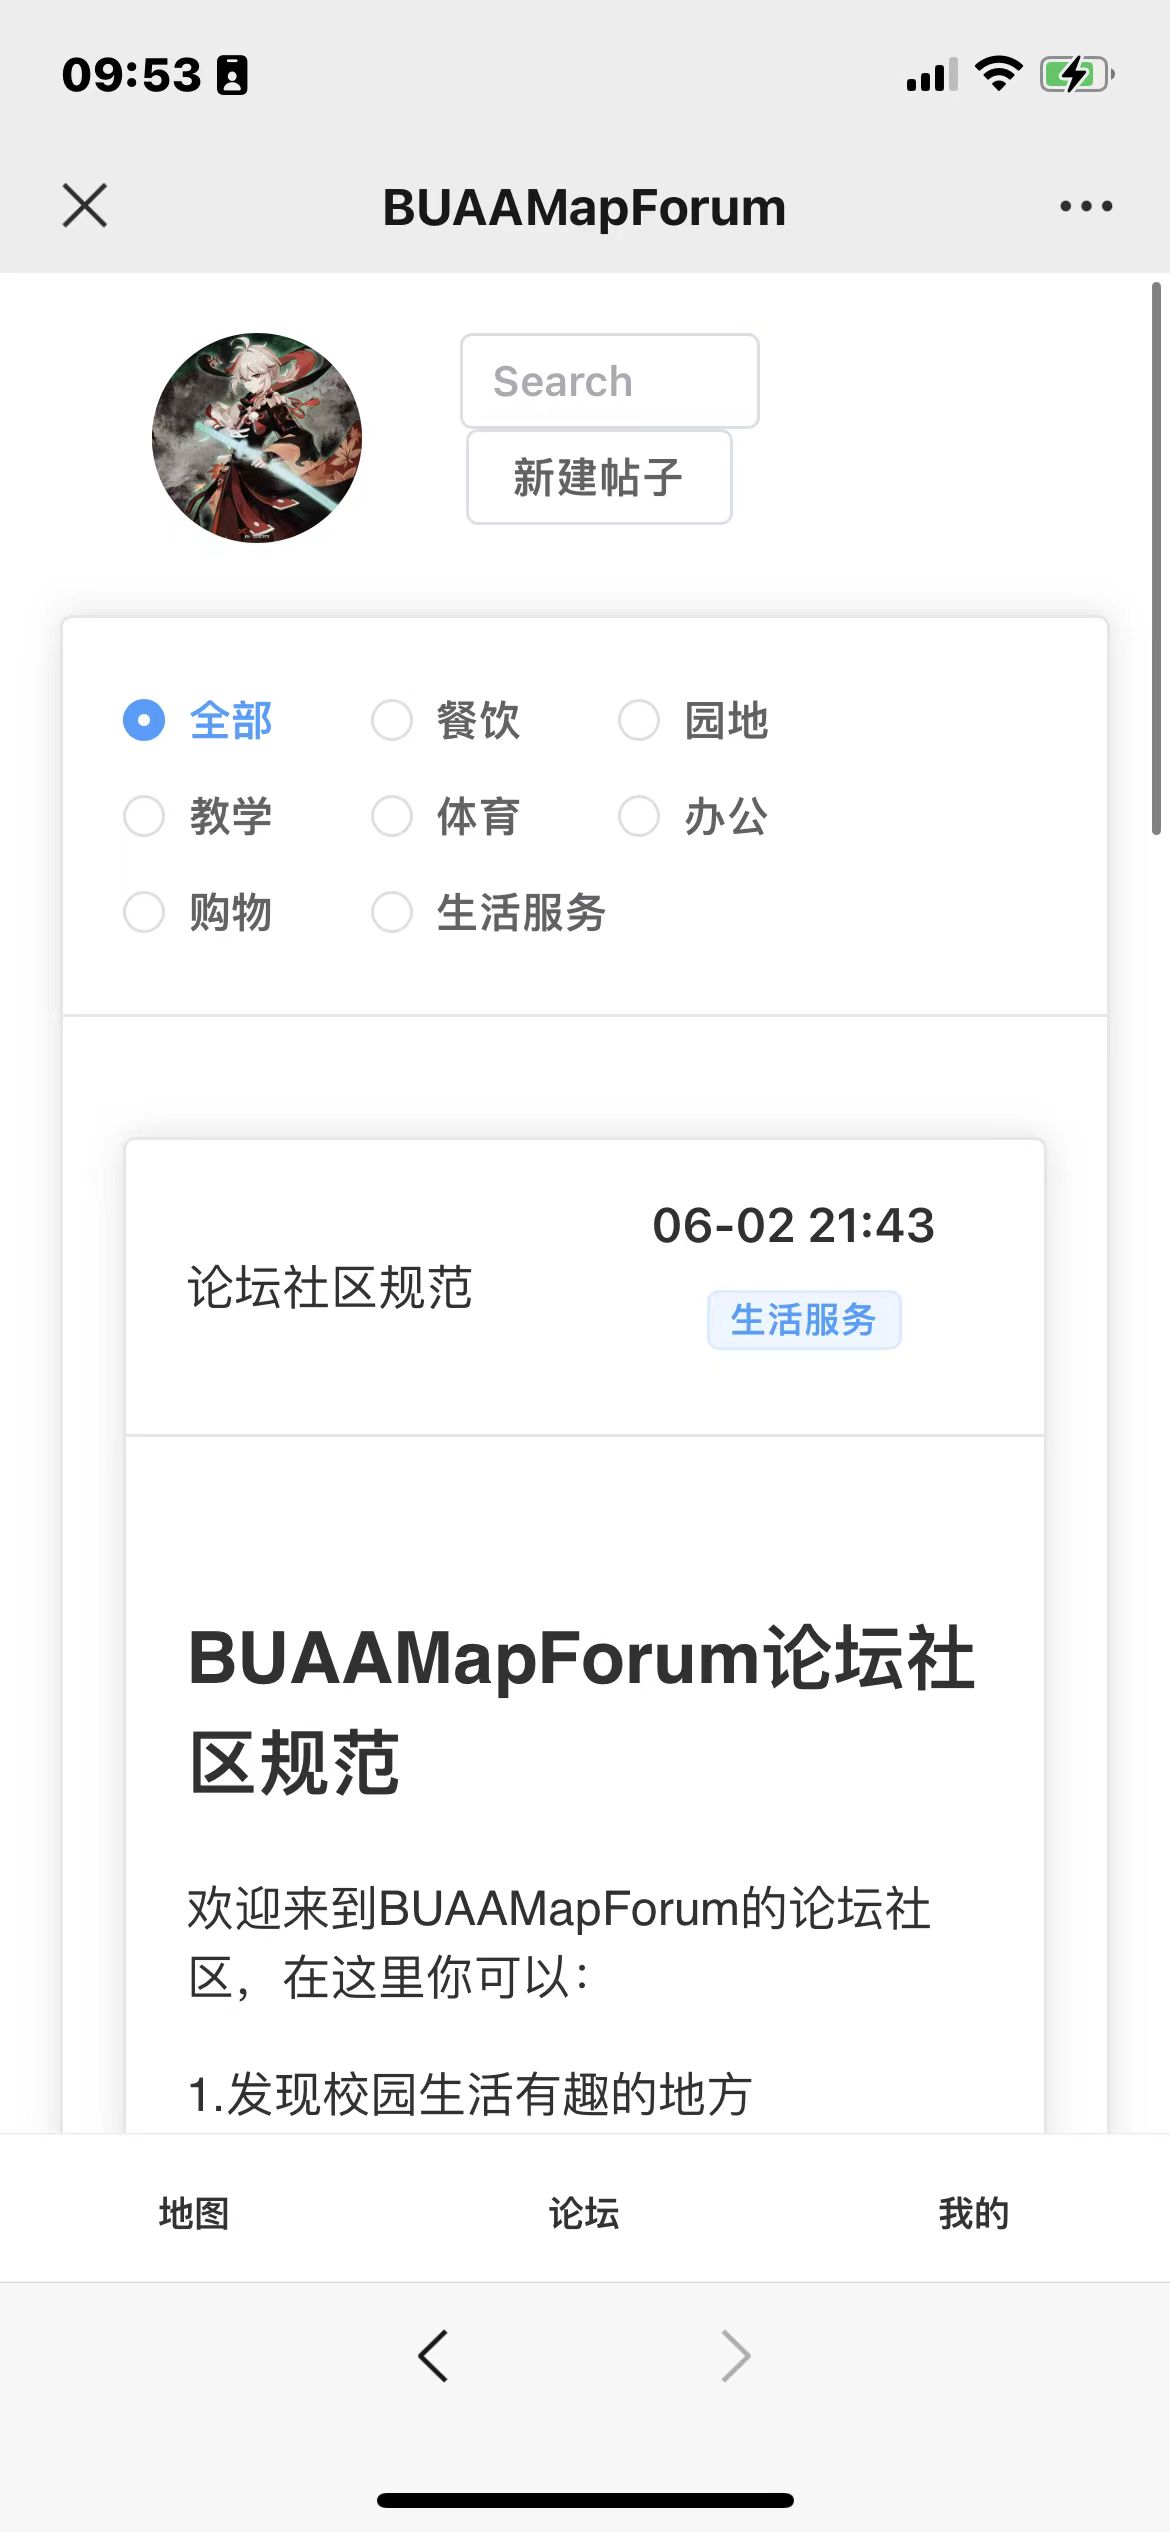 09:53
BUAAMapForum
Search
新建帖子
全部 餐饮 园地
教学 体育 办公
购物 生活服务
06-02 21:43
论坛社区规范
生活服务
BUAAMapForum论坛社
区规范
欢迎来到BUAAMapForum的论坛社
区，在这里你可以：
1.发现校园生活有趣的地方
地图 论坛 我的